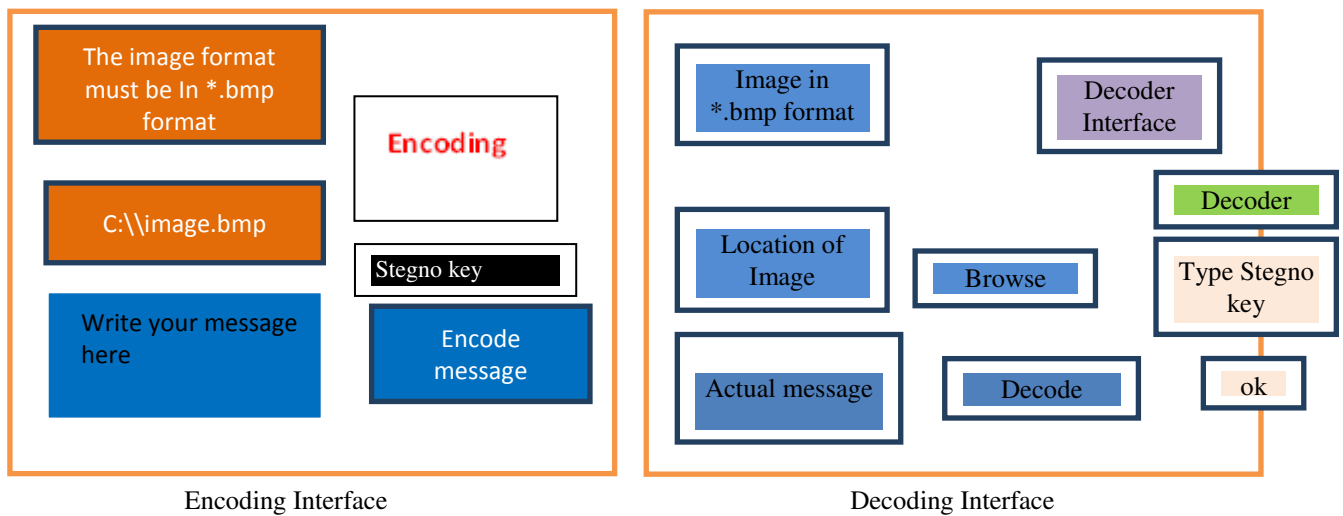 The image format
must be In *.bmp
format
Encoding
C:\\image.bmp
Stegno key
Write your message
here
Encode
message
Encoding Interface
Image in
*.bmp format
Decoder
Interface
Decoder
Location of
Image
Browse
Type Stegno
key
Actual message
Decode
ok
Decoding Interface